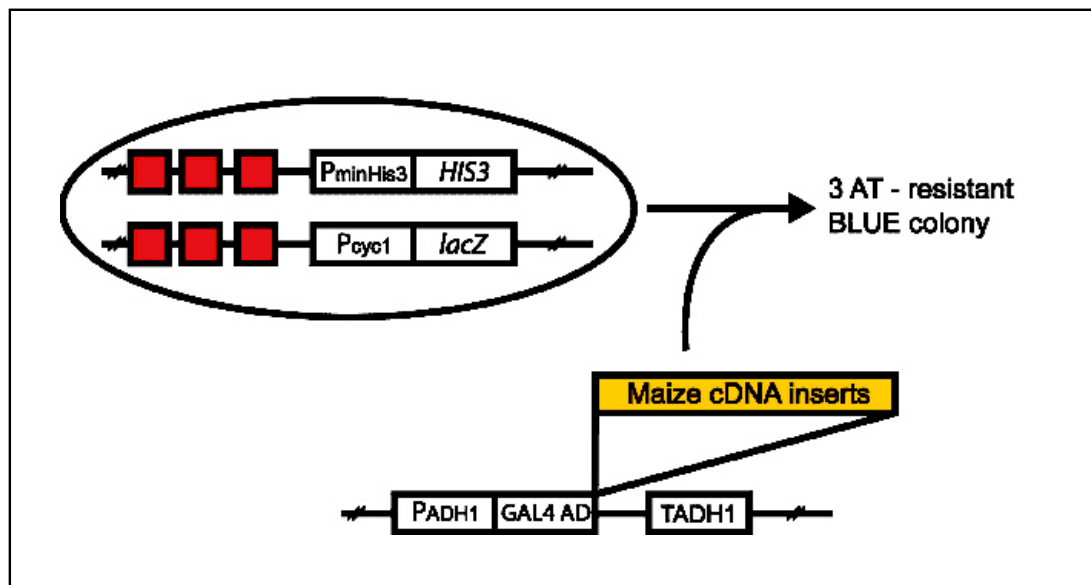 PminHis3 HIS3
Pcyc1 lacZ
3 AT - resistant
BLUE colony
Maize cDNA inserts
PADH1 GAL4 AD TADH1